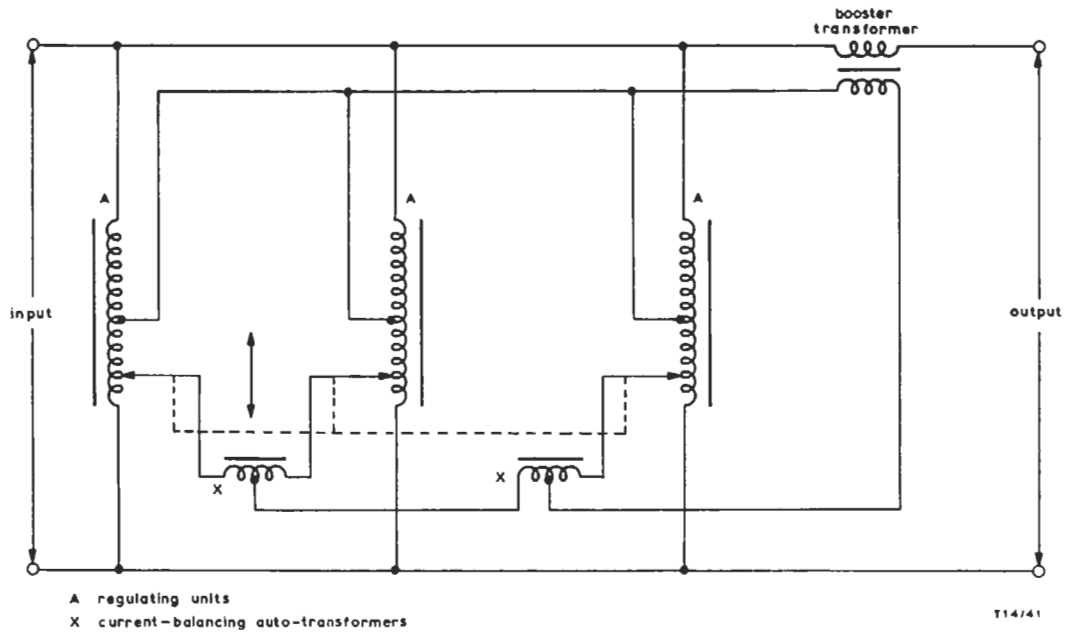 booster
transformer
A
A
A
input
output
X
X
A regulating units
X current-balancing auto-transformers
T14/41